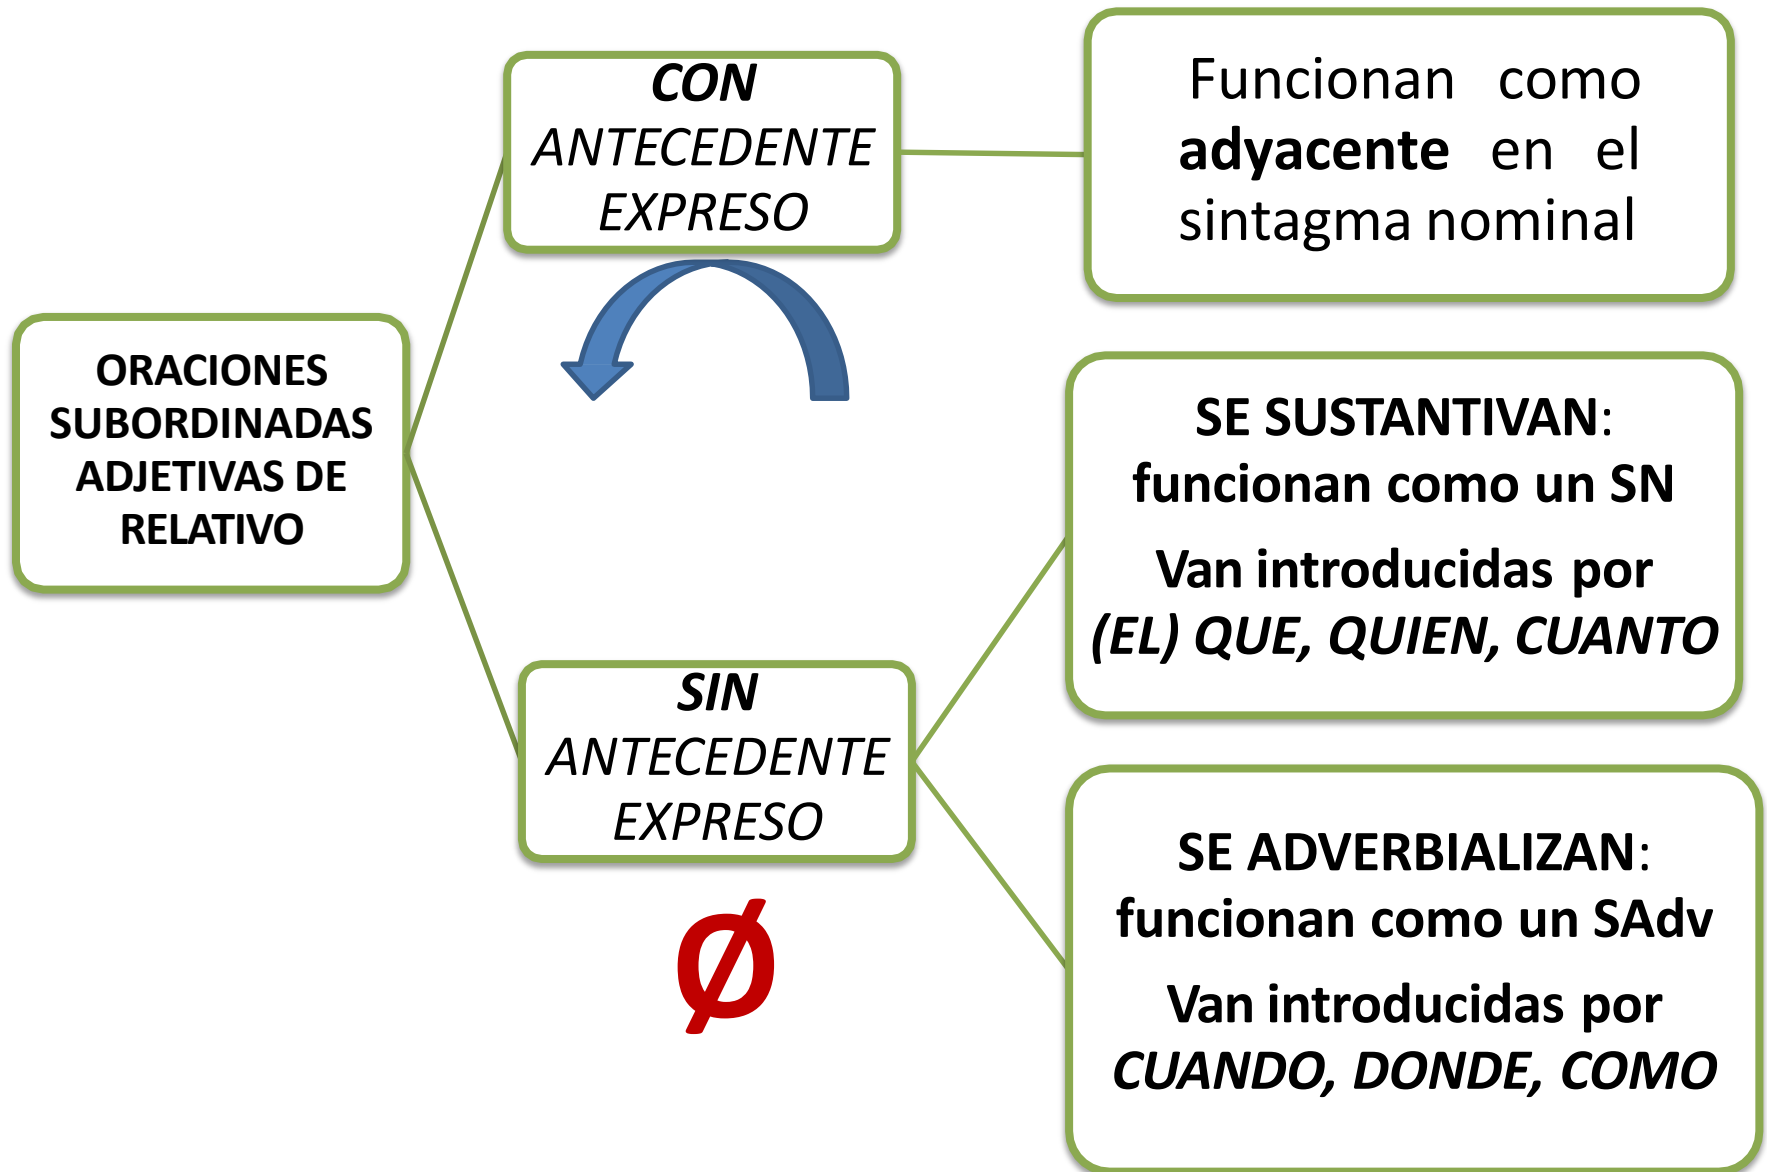 ORACIONES
SUBORDINADAS
ADJETIVAS DE
RELATIVO
CON
ANTECEDENTE
EXPRESO
Funcionan como
adyacente en el
sintagma nominal
SIN
ANTECEDENTE
EXPRESO
Ø
SE SUSTANTIVAN:
funcionan como un SN
Van introducidas por
(EL) QUE, QUIEN, CUANTO
SE ADVERBIALIZAN:
funcionan como un SAdv
Van introducidas por
CUANDO, DONDE, COMO